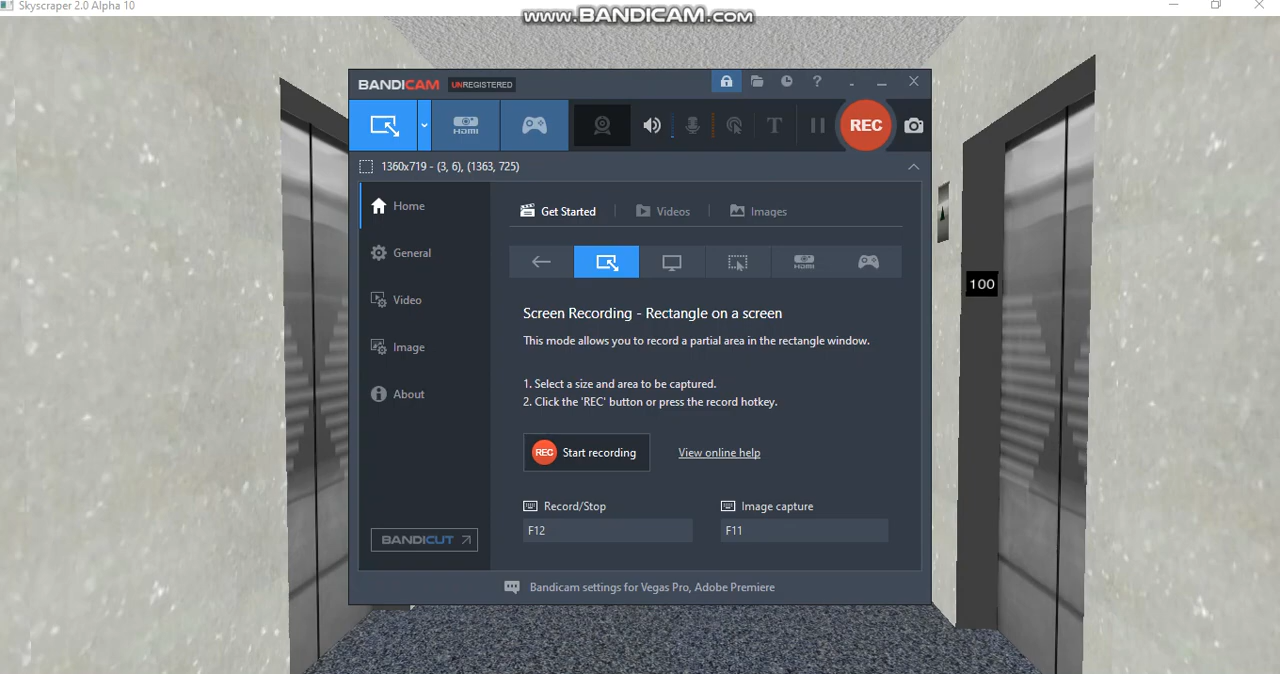 Skyscraper 2.0 Alpha 10
www.BANDICAM.com
BANDICAM UNREGISTERED
HDMI
T
REC
1360x719 - (3, 6), (1363, 725)
Home
General
Video
Image
About
BANDICUT
Get Started
Videos
Images
HDMI
Screen Recording - Rectangle on a screen
This mode allows you to record a partial area in the rectangle window.
1. Select a size and area to be captured.
2. Click the 'REC' button or press the record hotkey.
REC Start recording
View online help
Record/Stop
Image capture
F12
F11
Bandicam settings for Vegas Pro, Adobe Premiere
100